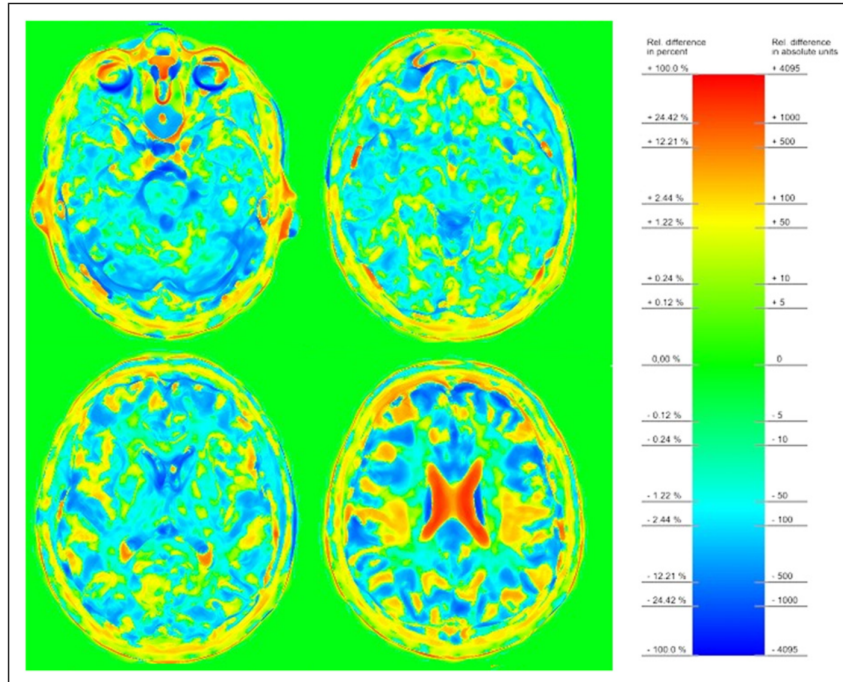 Rel. difference in percent
Rel. difference in absolute units
+ 100.0 % + 4095
+ 24.42 % + 1000
+ 12.21 % + 500
+ 2.44 % + 100
+ 1.22 % + 50
+ 0.24 % + 10
+ 0.12 % + 5
0,00 % 0
- 0.12 % - 5
- 0.24 % - 10
- 1.22 % - 50
- 2.44 % - 100
- 12.21 % - 500
- 24.42 % - 1000
- 100.0 % - 4095